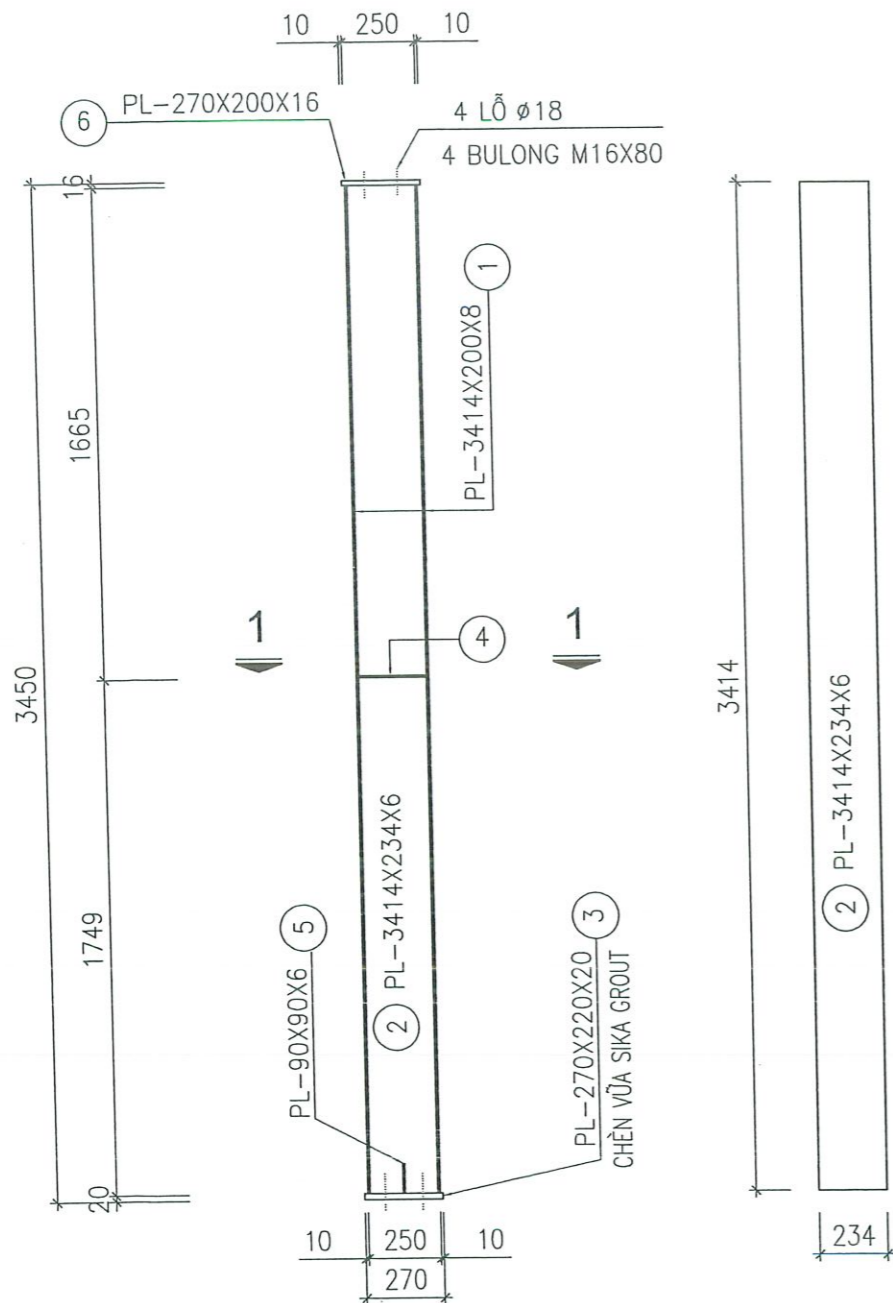 10 250 10
6 PL-270X200X16
4 LỖ ø18
4 BULONG M16X80
16
1
PL-3414X200X8
1665
3450
3414
1 1
4
PL-3414X234X6
2
PL-3414X234X6
2
1749
5
PL-90X90X6
3
PL-270X220X20
CHÈN VỮA SIKA GROUT
20
10 250 10
270
234